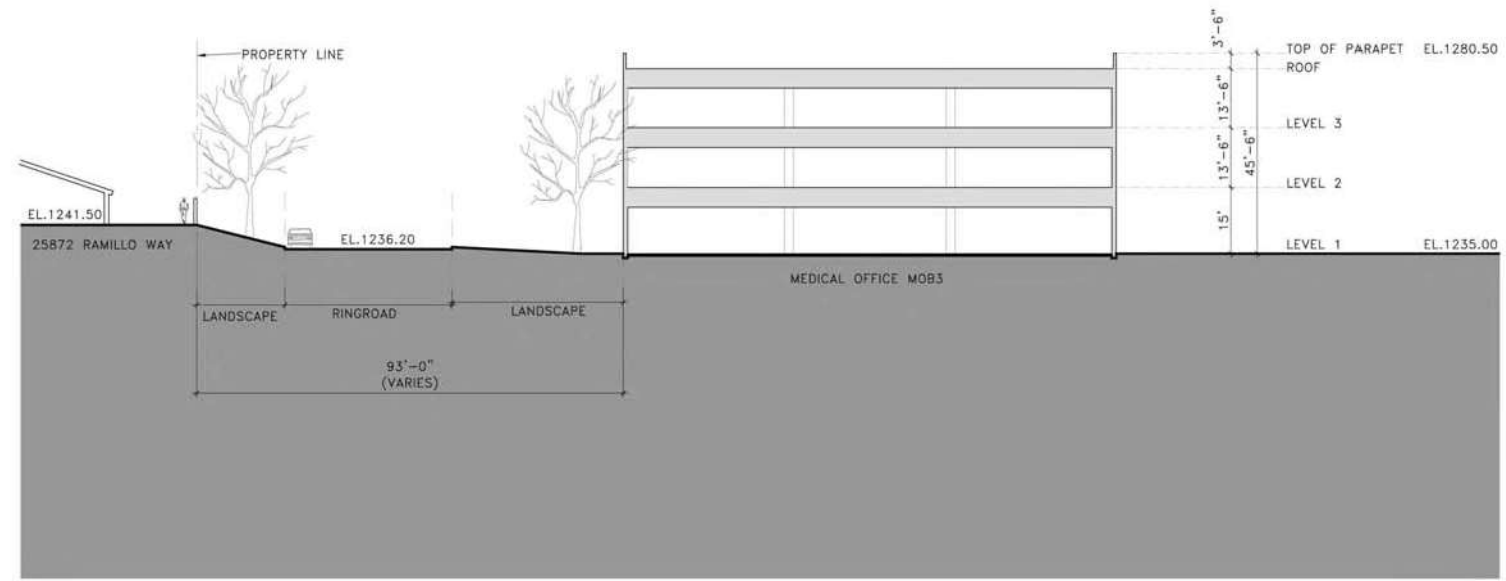 PROPERTY LINE
3'-6"
TOP OF PARAPET EL.1280.50
ROOF
13'-6"
LEVEL 3
13'-6"
45'-6"
LEVEL 2
15'
LEVEL 1 EL.1235.00
EL.1241.50
25872 RAMILLO WAY
EL.1236.20
MEDICAL OFFICE MOB3
LANDSCAPE
RINGROAD
LANDSCAPE
93'-0"
(VARIES)